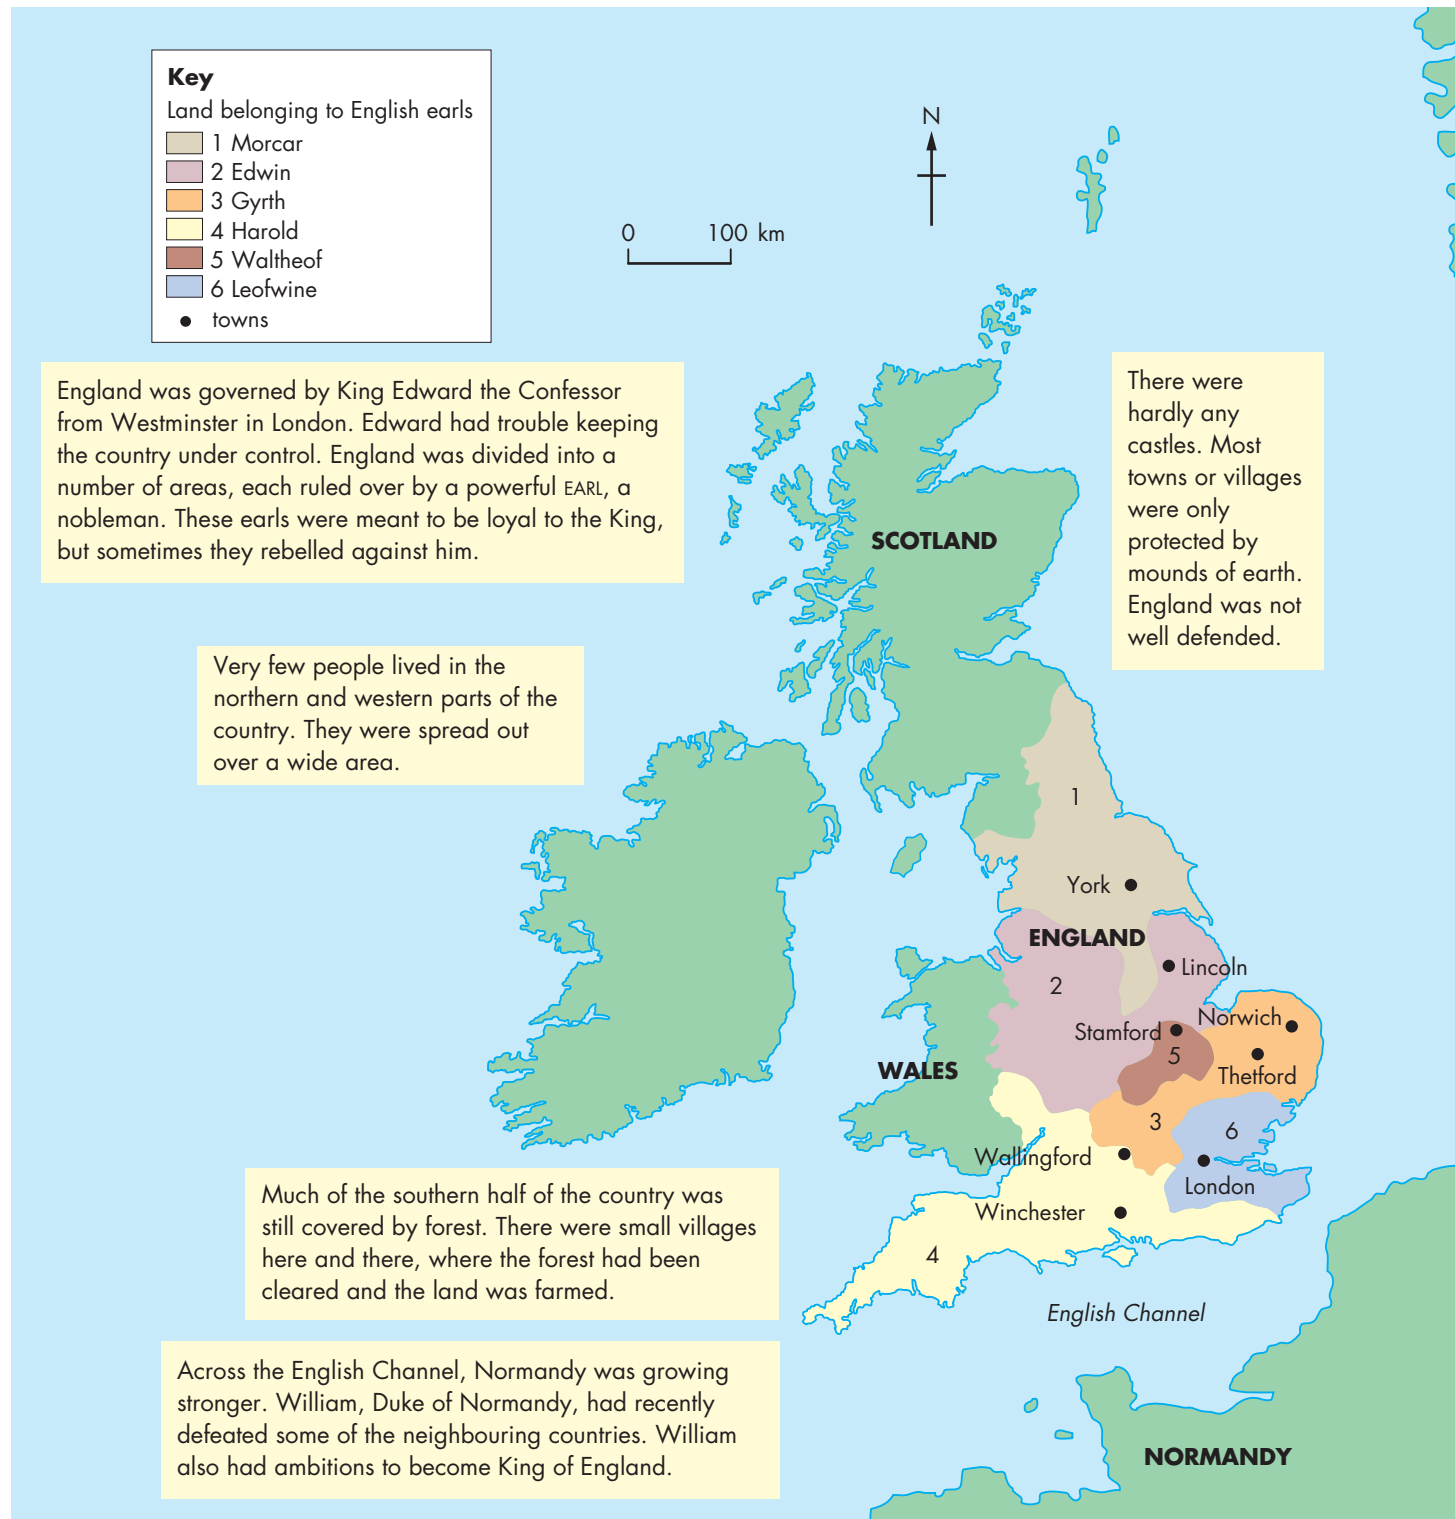 Key
Land belonging to English earls
1 Morcar
2 Edwin
3 Gyrth
4 Harold
5 Waltheof
6 Leofwine
towns
N
0 100 km
England was governed by King Edward the Confessor
from Westminster in London. Edward had trouble keeping
the country under control. England was divided into a
number of areas, each ruled over by a powerful EARL, a
nobleman. These earls were meant to be loyal to the King,
but sometimes they rebelled against him.
There were
hardly any
castles. Most
towns or villages
were only
protected by
mounds of earth.
England was not
well defended.
SCOTLAND
Very few people lived in the
northern and western parts of the
country. They were spread out
over a wide area.
1
York
ENGLAND
Lincoln
2
Norwich
Stamford
5
WALES
Thetford
3
6
Wallingford
London
Winchester
4
Much of the southern half of the country was
still covered by forest. There were small villages
here and there, where the forest had been
cleared and the land was farmed.
English Channel
Across the English Channel, Normandy was growing
stronger. William, Duke of Normandy, had recently
defeated some of the neighbouring countries. William
also had ambitions to become King of England.
NORMANDY